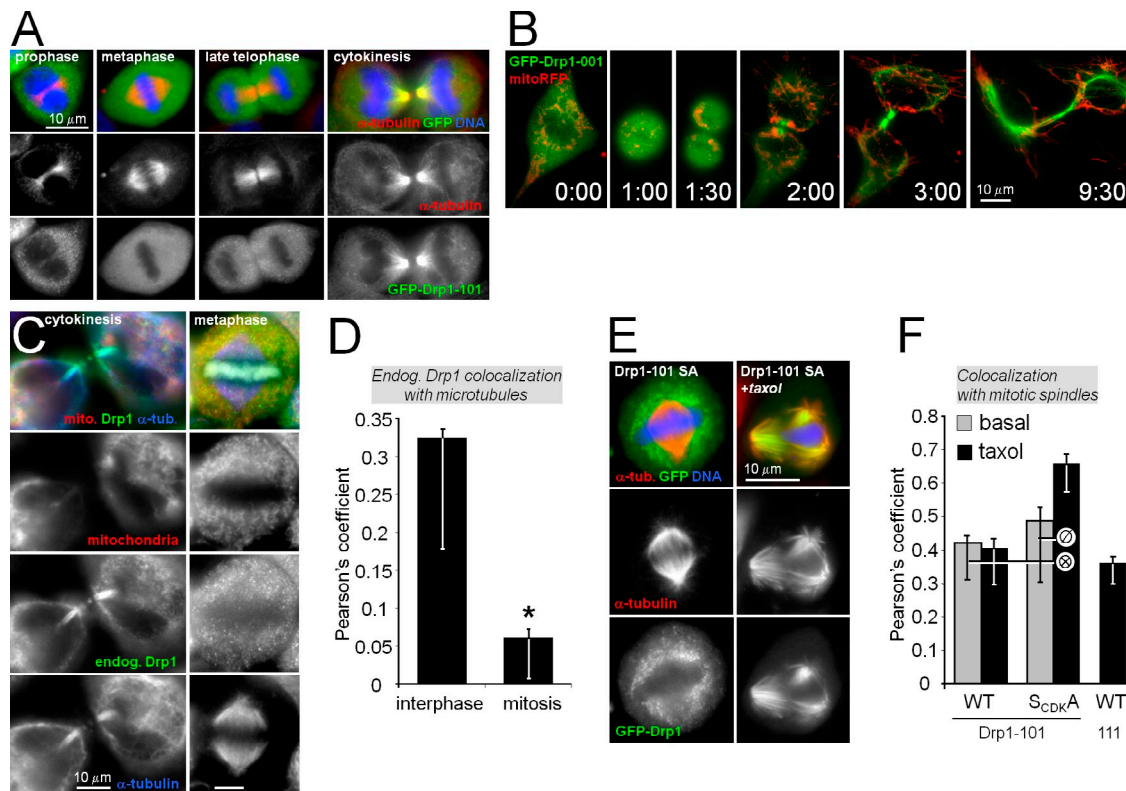 A
prophase
metaphase
late telophase
cytokinesis
10 μm
α-tubulin GFP DNA
α-tubulin
GFP-Drp1-101
B
GFP-Drp1-001
mitoRFP
0:00
1:00
1:30
2:00
3:00
10 μm
9:30
C
cytokinesis
metaphase
mito. Drp1 α-tub.
mitochondria
endog. Drp1
10 μm
α-tubulin
D
Endog. Drp1 colocalization
with microtubules
Pearson's coefficient
0.35
0.3
0.25
0.2
0.15
0.1
0.05
0
*
interphase
mitosis
E
Drp1-101 SA
Drp1-101 SA
+taxol
α-tub. GFP DNA
10 μm
α-tubulin
GFP-Drp1
F
Colocalization
with mitotic spindles
Pearson's coefficient
0.8
0.7
0.6
0.5
0.4
0.3
0.2
0.1
0
basal
taxol
WT
SCDKA
WT
Drp1-101
111